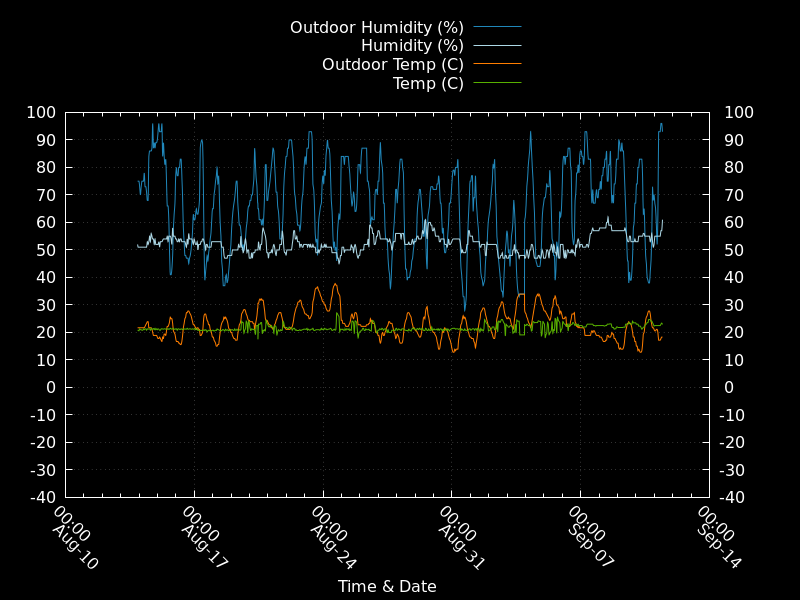 Outdoor Humidity (%)
Humidity (%)
Outdoor Temp (C)
Temp (C)
100 100
90 90
80 80
70 70
60 60
50 50
40 40
30 30
20 20
10 10
0 0
-10 -10
-20 -20
-30 -30
-40 -40
00:00 00:00 00:00 00:00 00:00 00:00
Aug-10 Aug-17 Aug-24 Aug-31 Sep-07 Sep-14
Time & Date